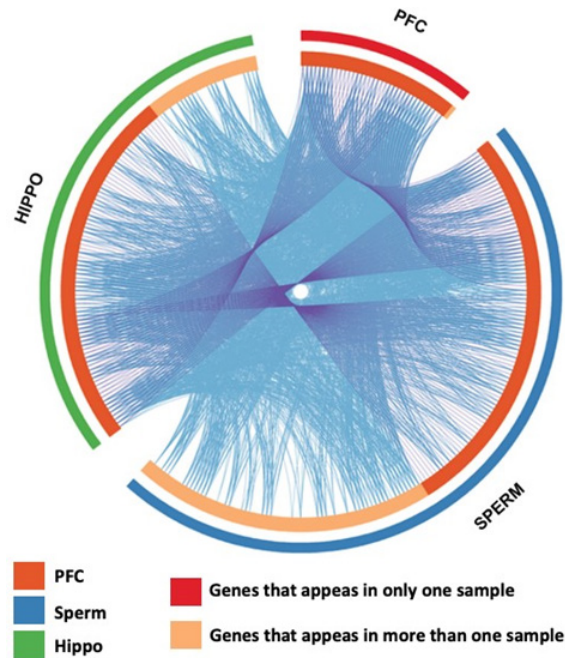 PFC
HIPPO
SPERM
PFC
Sperm
Hippo
Genes that appeas in only one sample
Genes that appeas in more than one sample